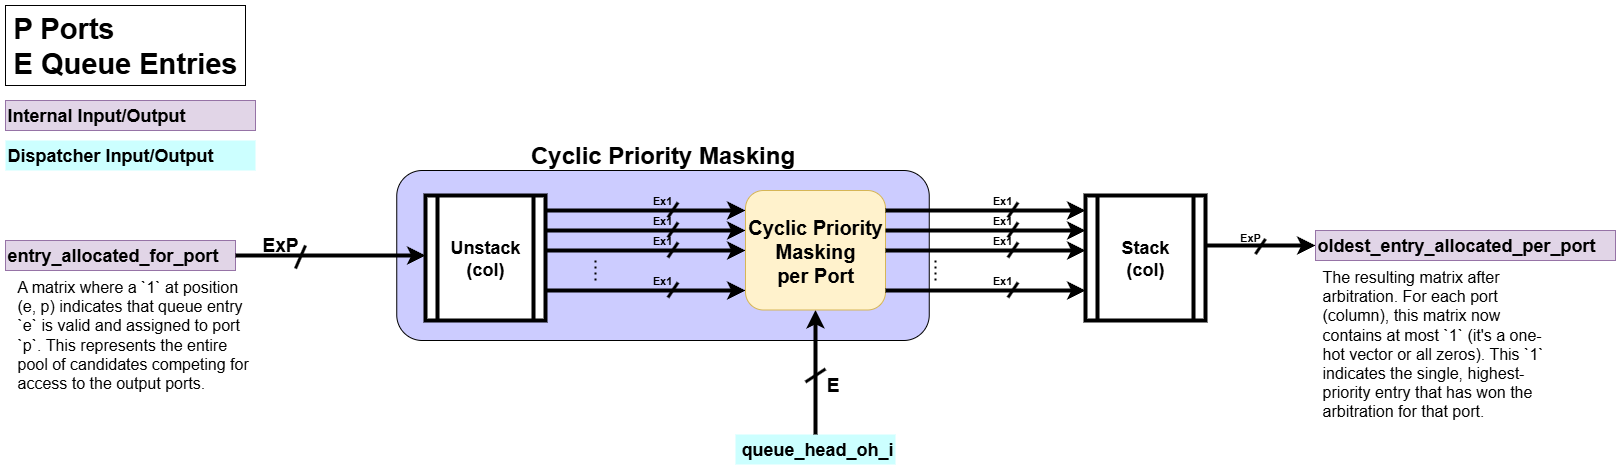 P Ports
E Queue Entries
Internal Input/Output
Dispatcher Input/Output
Cyclic Priority Masking
entry_allocated_for_port
ExP
A matrix where a `1` at position
(e, p) indicates that queue entry
`e` is valid and assigned to port
`p`. This represents the entire
pool of candidates competing for
access to the output ports.
Unstack
(col)
Ex1
Ex1
Ex1
Ex1
Cyclic Priority
Masking
per Port
E
queue_head_oh_i
Ex1
Ex1
Ex1
Ex1
Stack
(col)
ExP
oldest_entry_allocated_per_port
The resulting matrix after
arbitration. For each port
(column), this matrix now
contains at most `1` (it's a one-
hot vector or all zeros). This `1`
indicates the single, highest-
priority entry that has won the
arbitration for that port.